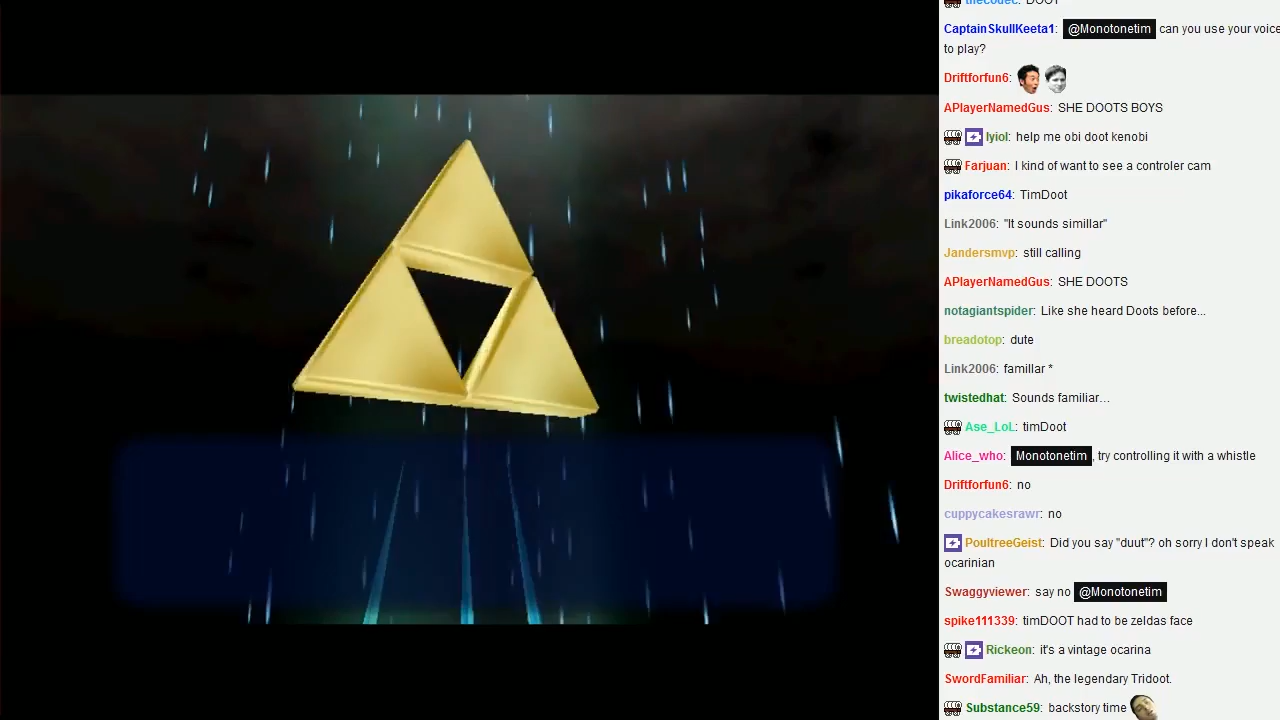 thecodec: DOOT
CaptainSkullKeeta1: @Monotonetim can you use your voice
to play?
Driftforfun6:
APlayerNamedGus: SHE DOOTS BOYS
lyiol: help me obi doot kenobi
Farjuan: I kind of want to see a controler cam
pikaforce64: TimDoot
Link2006: "It sounds simillar"
Jandersmvp: still calling
APlayerNamedGus: SHE DOOTS
notagiantspider: Like she heard Doots before...
breadotop: dute
Link2006: famillar *
twistedhat: Sounds familiar…
Ase_LoL: timDoot
Alice_who: Monotonetim, try controlling it with a whistle
Driftforfun6: no
cuppycakesrawr: no
PoultreeGeist: Did you say "duut"? oh sorry I don't speak
ocarinian
Swaggyviewer: say no @Monotonetim
spike111339: timDOOT had to be zeldas face
Rickeon: it's a vintage ocarina
SwordFamiliar: Ah, the legendary Tridoot.
Substance59: backstory time